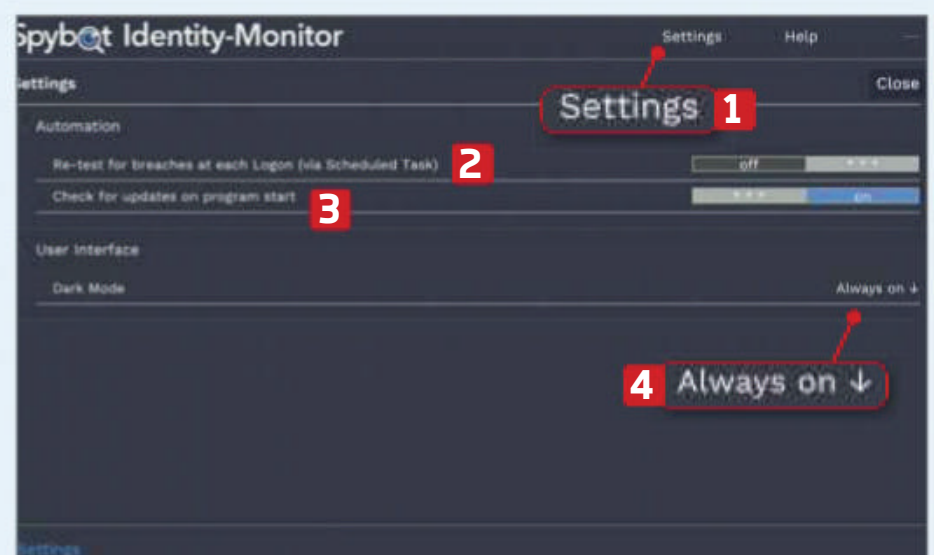 Spybot Identity-Monitor
Settings Help
Settings
Close
Settings 1
Automation
Re-test for breaches at each Logon (via Scheduled Task) 2
off ***
Check for updates on program start 3
*** on
User Interface
Dark Mode
Always on ↓
4 Always on ↓
Settings